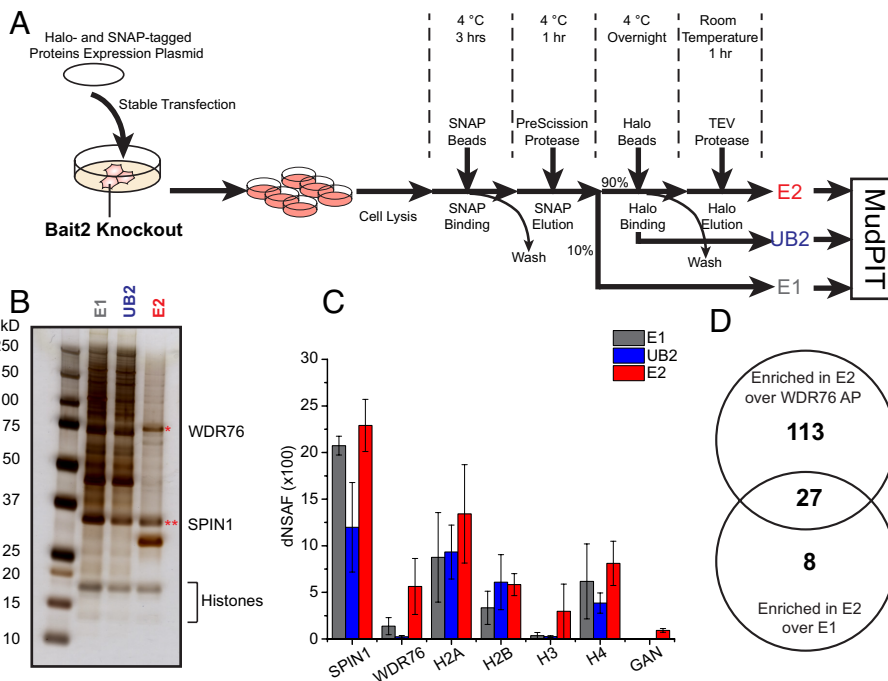 A
Halo- and SNAP-tagged
Proteins Expression Plasmid
Stable Transfection
Bait2 Knockout
Cell Lysis
4 °C
3 hrs
4 °C
1 hr
4 °C
Overnight
Room
Temperature
1 hr
SNAP
Beads
PreScission
Protease
Halo
Beads
TEV
Protease
SNAP
Binding
SNAP
Elution
Halo
Binding
Halo
Elution
Wash
Wash
90%
10%
E2
UB2
E1
MudPIT
B
kD
E1
UB2
E2
250
50
00
75
50
37
25
20
15
10
*
**
WDR76
SPIN1
Histones
C
E1
UB2
E2
dNSAF (x100)
30
25
20
15
10
5
0
SPIN1
WDR76
H2A
H2B
H3
H4
GAN
D
Enriched in E2
over WDR76 AP
113
27
8
Enriched in E2
over E1